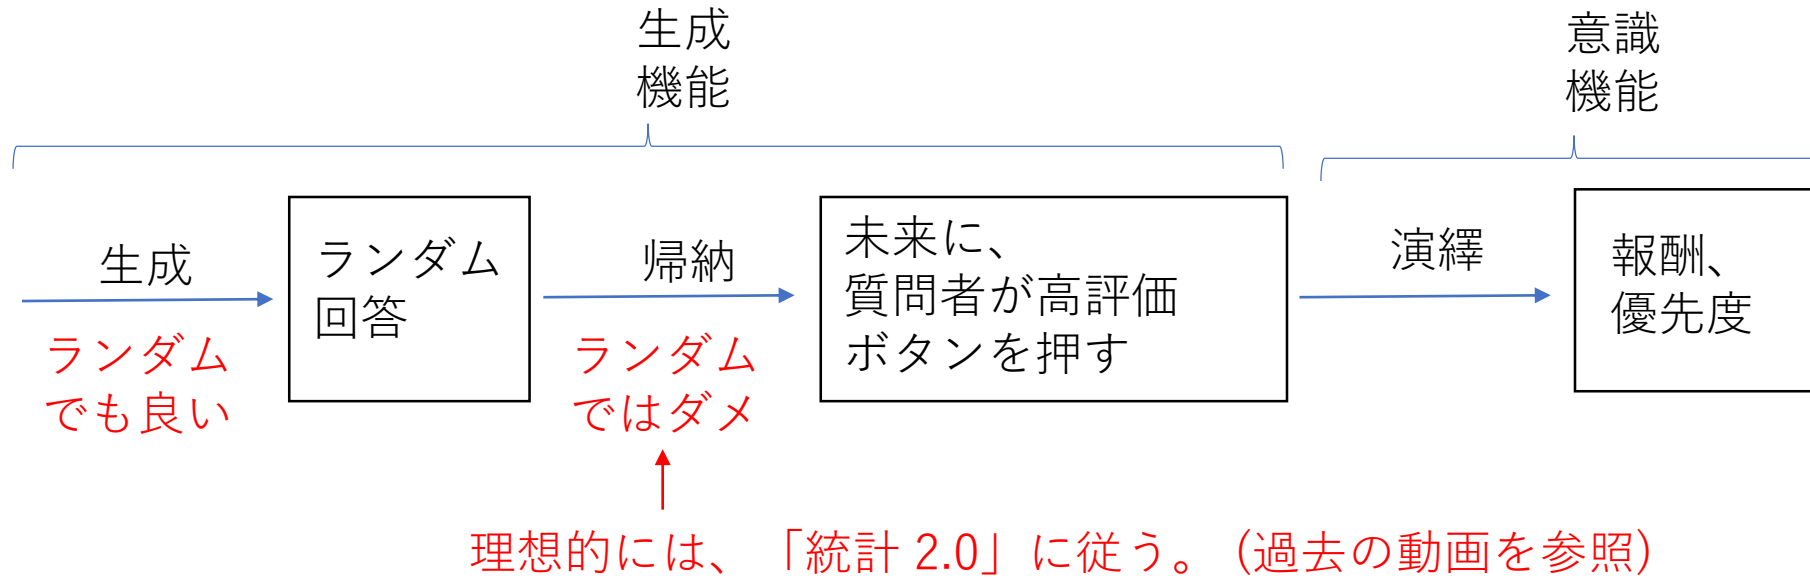 生成
機能
意識
機能
生成
ランダム
でも良い
ランダム
回答
帰納
ランダム
ではダメ
未来に、
質問者が高評価
ボタンを押す
演繹
報酬、
優先度
理想的には、「統計 2.0」に従う。(過去の動画を参照)